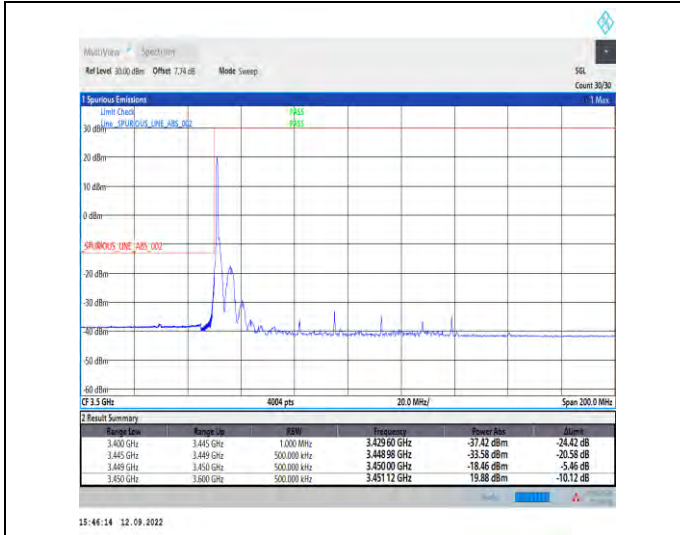 MultiView Spectrum
Ref Level 30.00 dBm Offset 7.74 dB Mode Sweep SGL
Count 30/30
1 Spurious Emissions 1 Max
Limit Check PASS
Line _SPURIOUS_LINE_ABS_002 PASS
30 dBm
20 dBm
10 dBm
0 dBm
_SPURIOUS_LINE_ABS_002
-20 dBm
-30 dBm
-40 dBm
-50 dBm
-60 dBm
CF 3.5 GHz 4004 pts 20.0 MHz/ Span 200.0 MHz
2 Result Summary
Range Low Range Up RBW Frequency Power Abs ΔLimit
3.400 GHz 3.445 GHz 1.000 MHz 3.429 60 GHz -37.42 dBm -24.42 dB
3.445 GHz 3.449 GHz 500.000 kHz 3.448 98 GHz -33.58 dBm -20.58 dB
3.449 GHz 3.450 GHz 500.000 kHz 3.450 00 GHz -18.46 dBm -5.46 dB
3.450 GHz 3.600 GHz 500.000 kHz 3.451 12 GHz 19.88 dBm -10.12 dB
15:46:14 12.09.2022